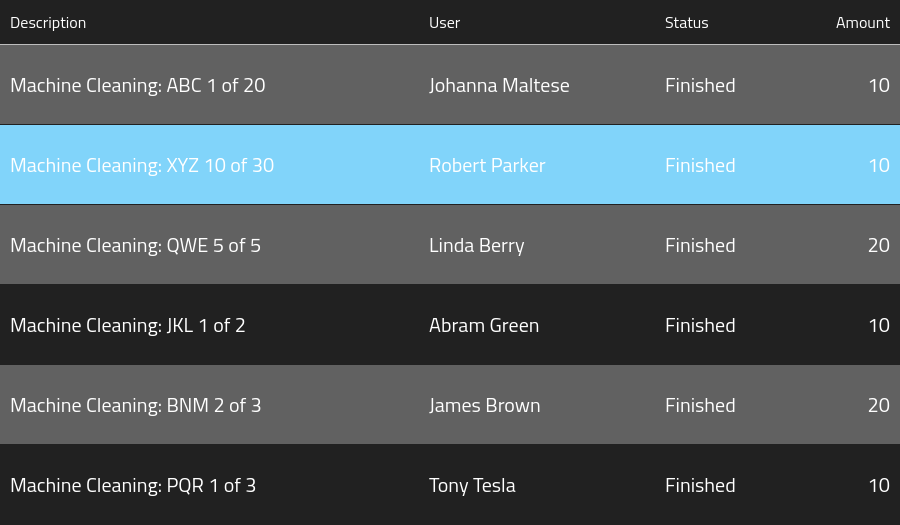 Description User Status Amount
Machine Cleaning: ABC 1 of 20 Johanna Maltese Finished 10
Machine Cleaning: XYZ 10 of 30 Robert Parker Finished 10
Machine Cleaning: QWE 5 of 5 Linda Berry Finished 20
Machine Cleaning: JKL 1 of 2 Abram Green Finished 10
Machine Cleaning: BNM 2 of 3 James Brown Finished 20
Machine Cleaning: PQR 1 of 3 Tony Tesla Finished 10